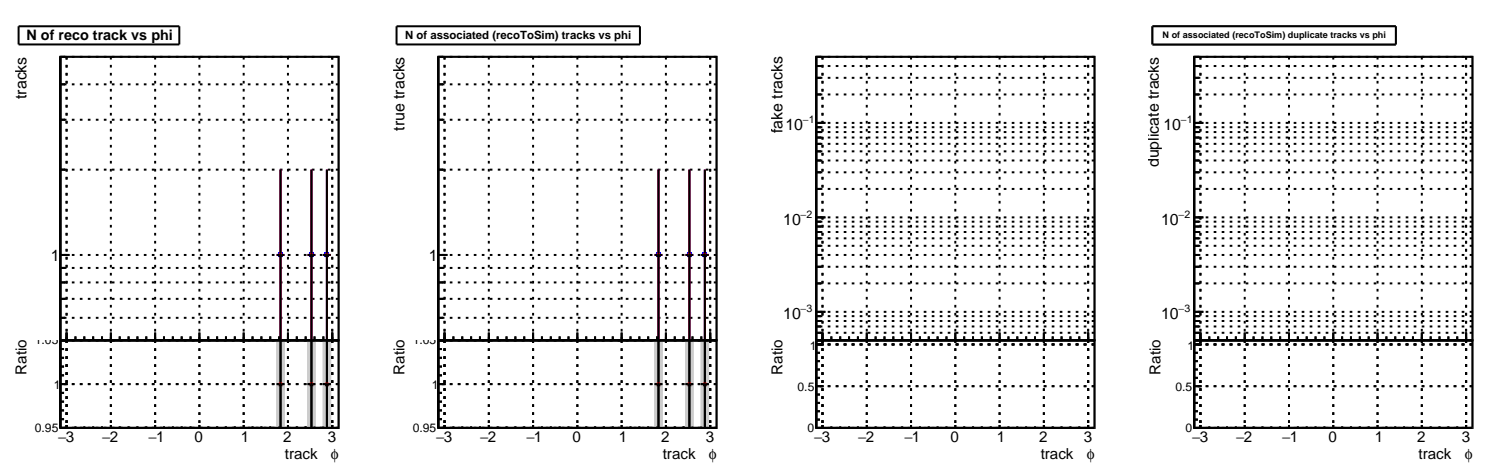 N of reco track vs phi
tracks
1
Ratio
1.05
1
0.95
−3 −2 −1 0 1 2 3
track ϕ
N of associated (recoToSim) tracks vs phi
true tracks
1
Ratio
1.05
1
0.95
−3 −2 −1 0 1 2 3
track ϕ
fake tracks
10−1
10−2
10−3
Ratio
1
0.5
0
−3 −2 −1 0 1 2 3
track ϕ
N of associated (recoToSim) duplicate tracks vs phi
duplicate tracks
10−1
10−2
10−3
Ratio
1
0.5
0
−3 −2 −1 0 1 2 3
track ϕ